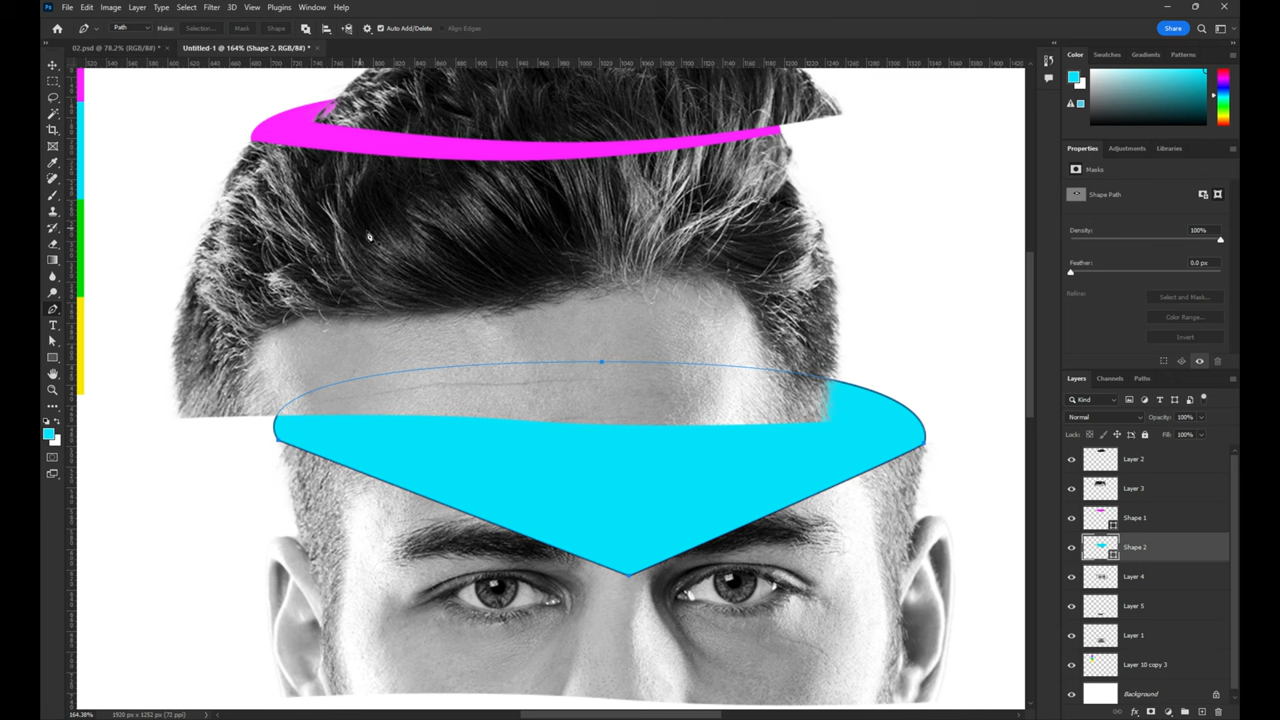 Ps File Edit Image Layer Type Select Filter 3D View Plugins Window Help
Path Make: Selection... Mask Shape Auto Add/Delete Align Edges Share
02.psd @ 78.2% (RGB/8#) * × Untitled-1 @ 164% (Shape 2, RGB/8#) * ×
Color Swatches Gradients Patterns
Properties Adjustments Libraries
Masks
Shape Path
Density: 100%
Feather: 0.0 px
Refine:
Select and Mask...
Color Range...
Invert
Layers Channels Paths
Kind
Normal Opacity: 100%
Lock: Fill: 100%
Layer 2
Layer 3
Shape 1
Shape 2
Layer 4
Layer 5
Layer 1
Layer 10 copy 3
Background
164.38% 1920 px x 1252 px (72 ppi)